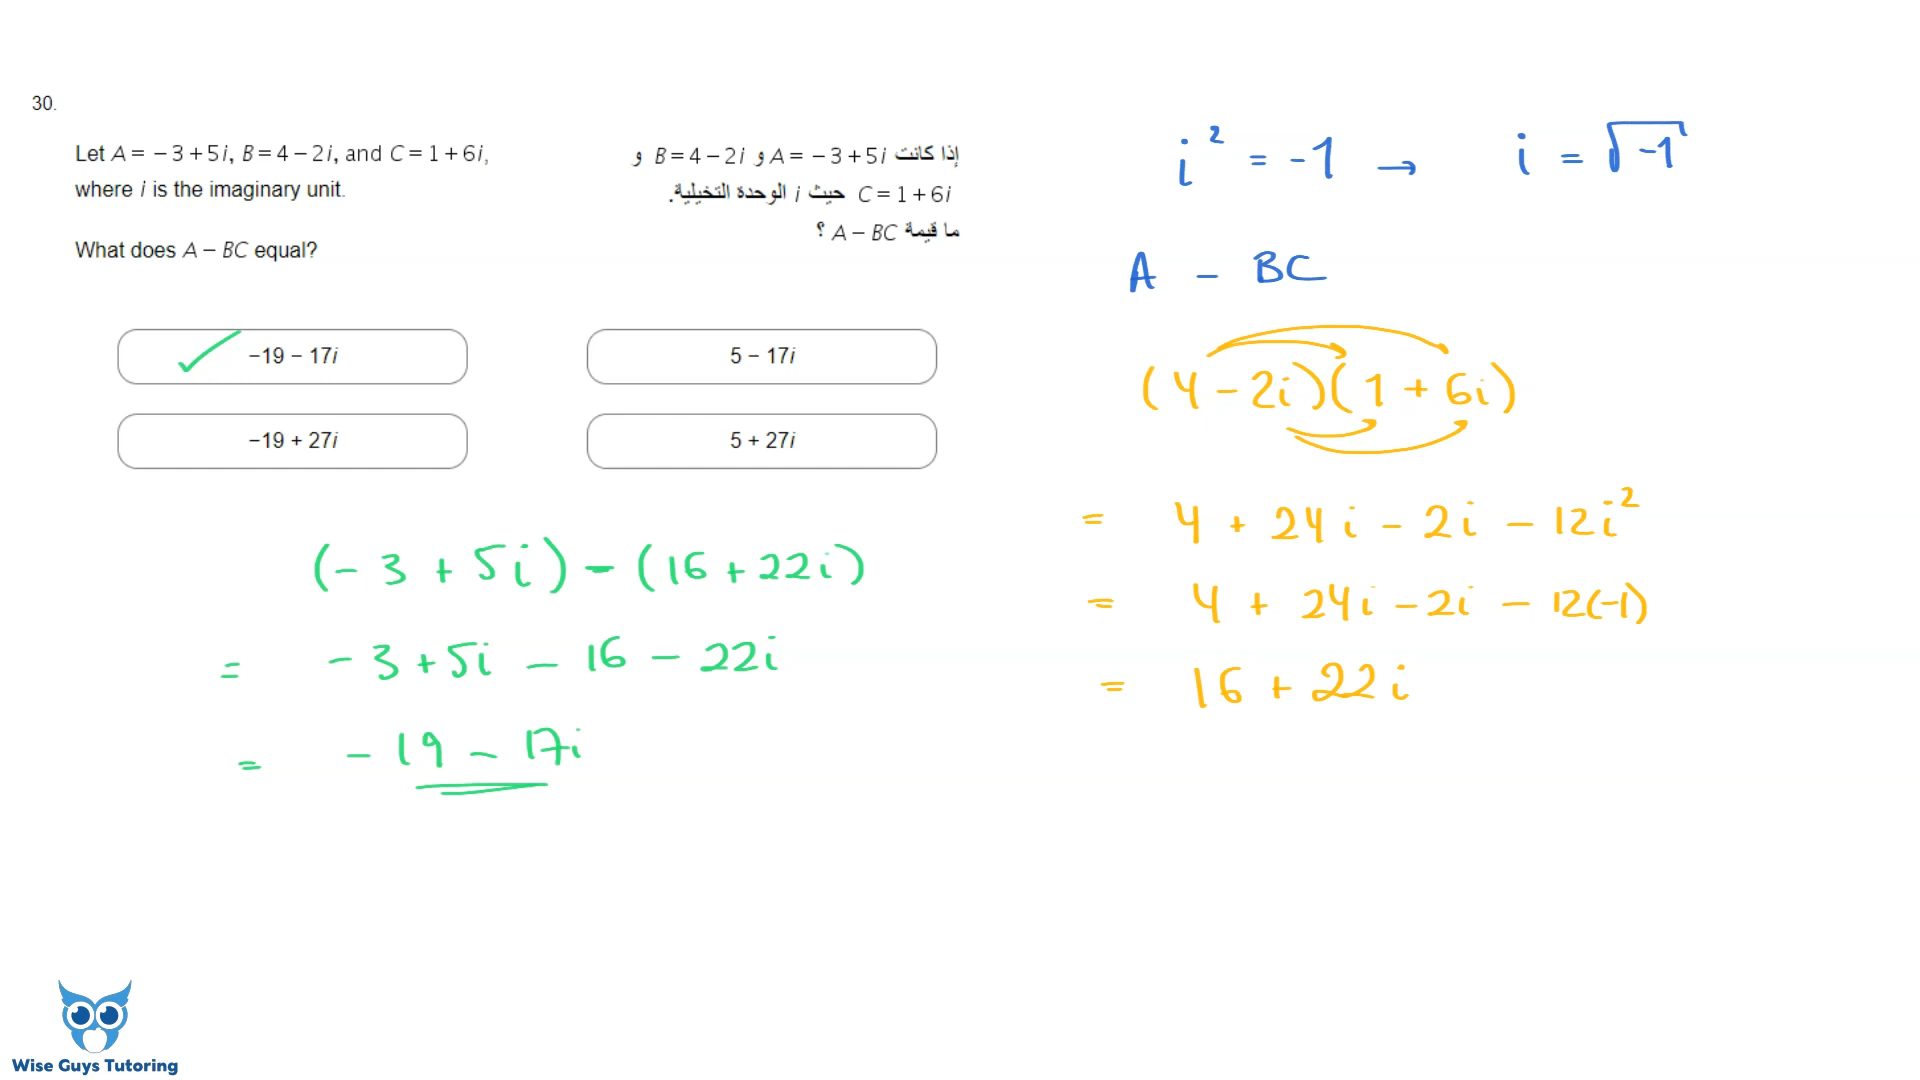 30.
Let A = −3 + 5i, B = 4 − 2i, and C = 1 + 6i,
where i is the imaginary unit.
What does A − BC equal?
إذا كانت A = −3 + 5i و B = 4 − 2i و
C = 1 + 6i حيث i الوحدة التخيلية.
ما قيمة A − BC ؟
−19 − 17i
5 − 17i
−19 + 27i
5 + 27i
(-3 + 5i) - (16 + 22i)
= -3 + 5i - 16 - 22i
= -19 - 17i
i² = -1 → i = √-1
A - BC
(4 - 2i)(1 + 6i)
= 4 + 24i - 2i - 12i²
= 4 + 24i - 2i - 12(-1)
= 16 + 22i
Wise Guys Tutoring